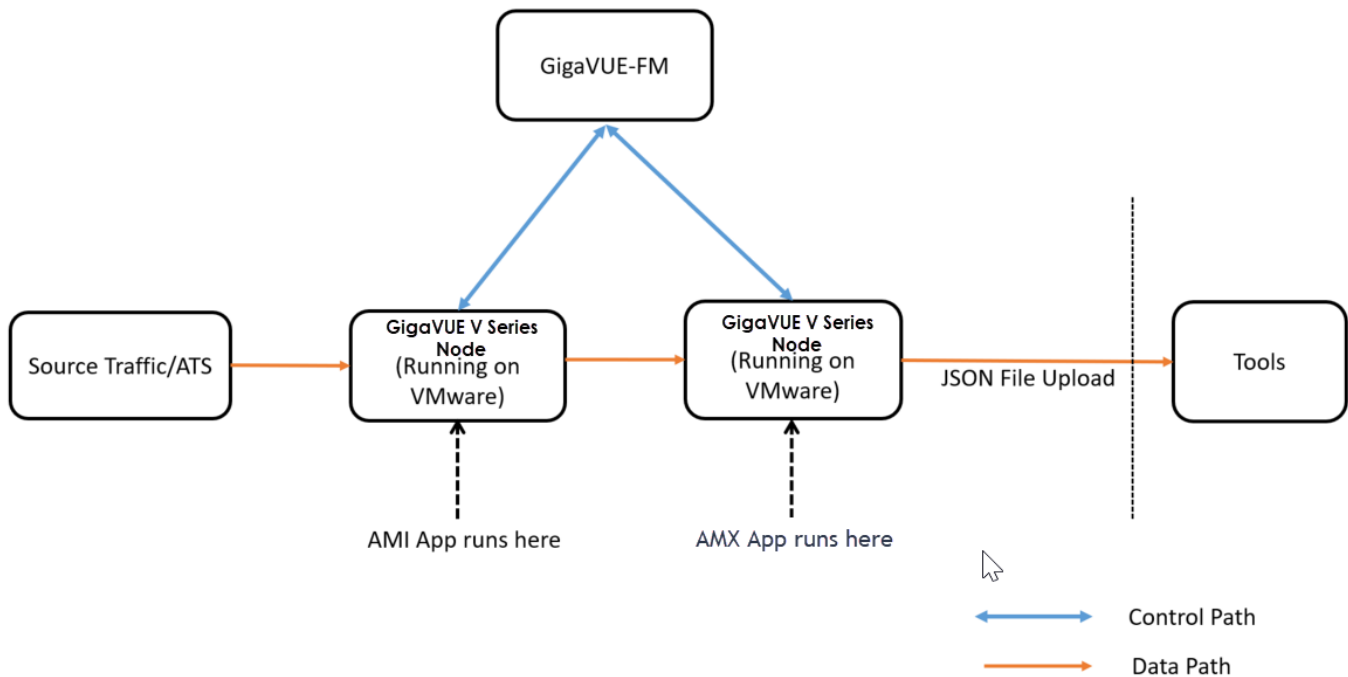 GigaVUE-FM
Source Traffic/ATS
GigaVUE V Series
Node
(Running on
VMware)
GigaVUE V Series
Node
(Running on
VMware)
JSON File Upload
Tools
AMI App runs here
AMX App runs here
Control Path
Data Path